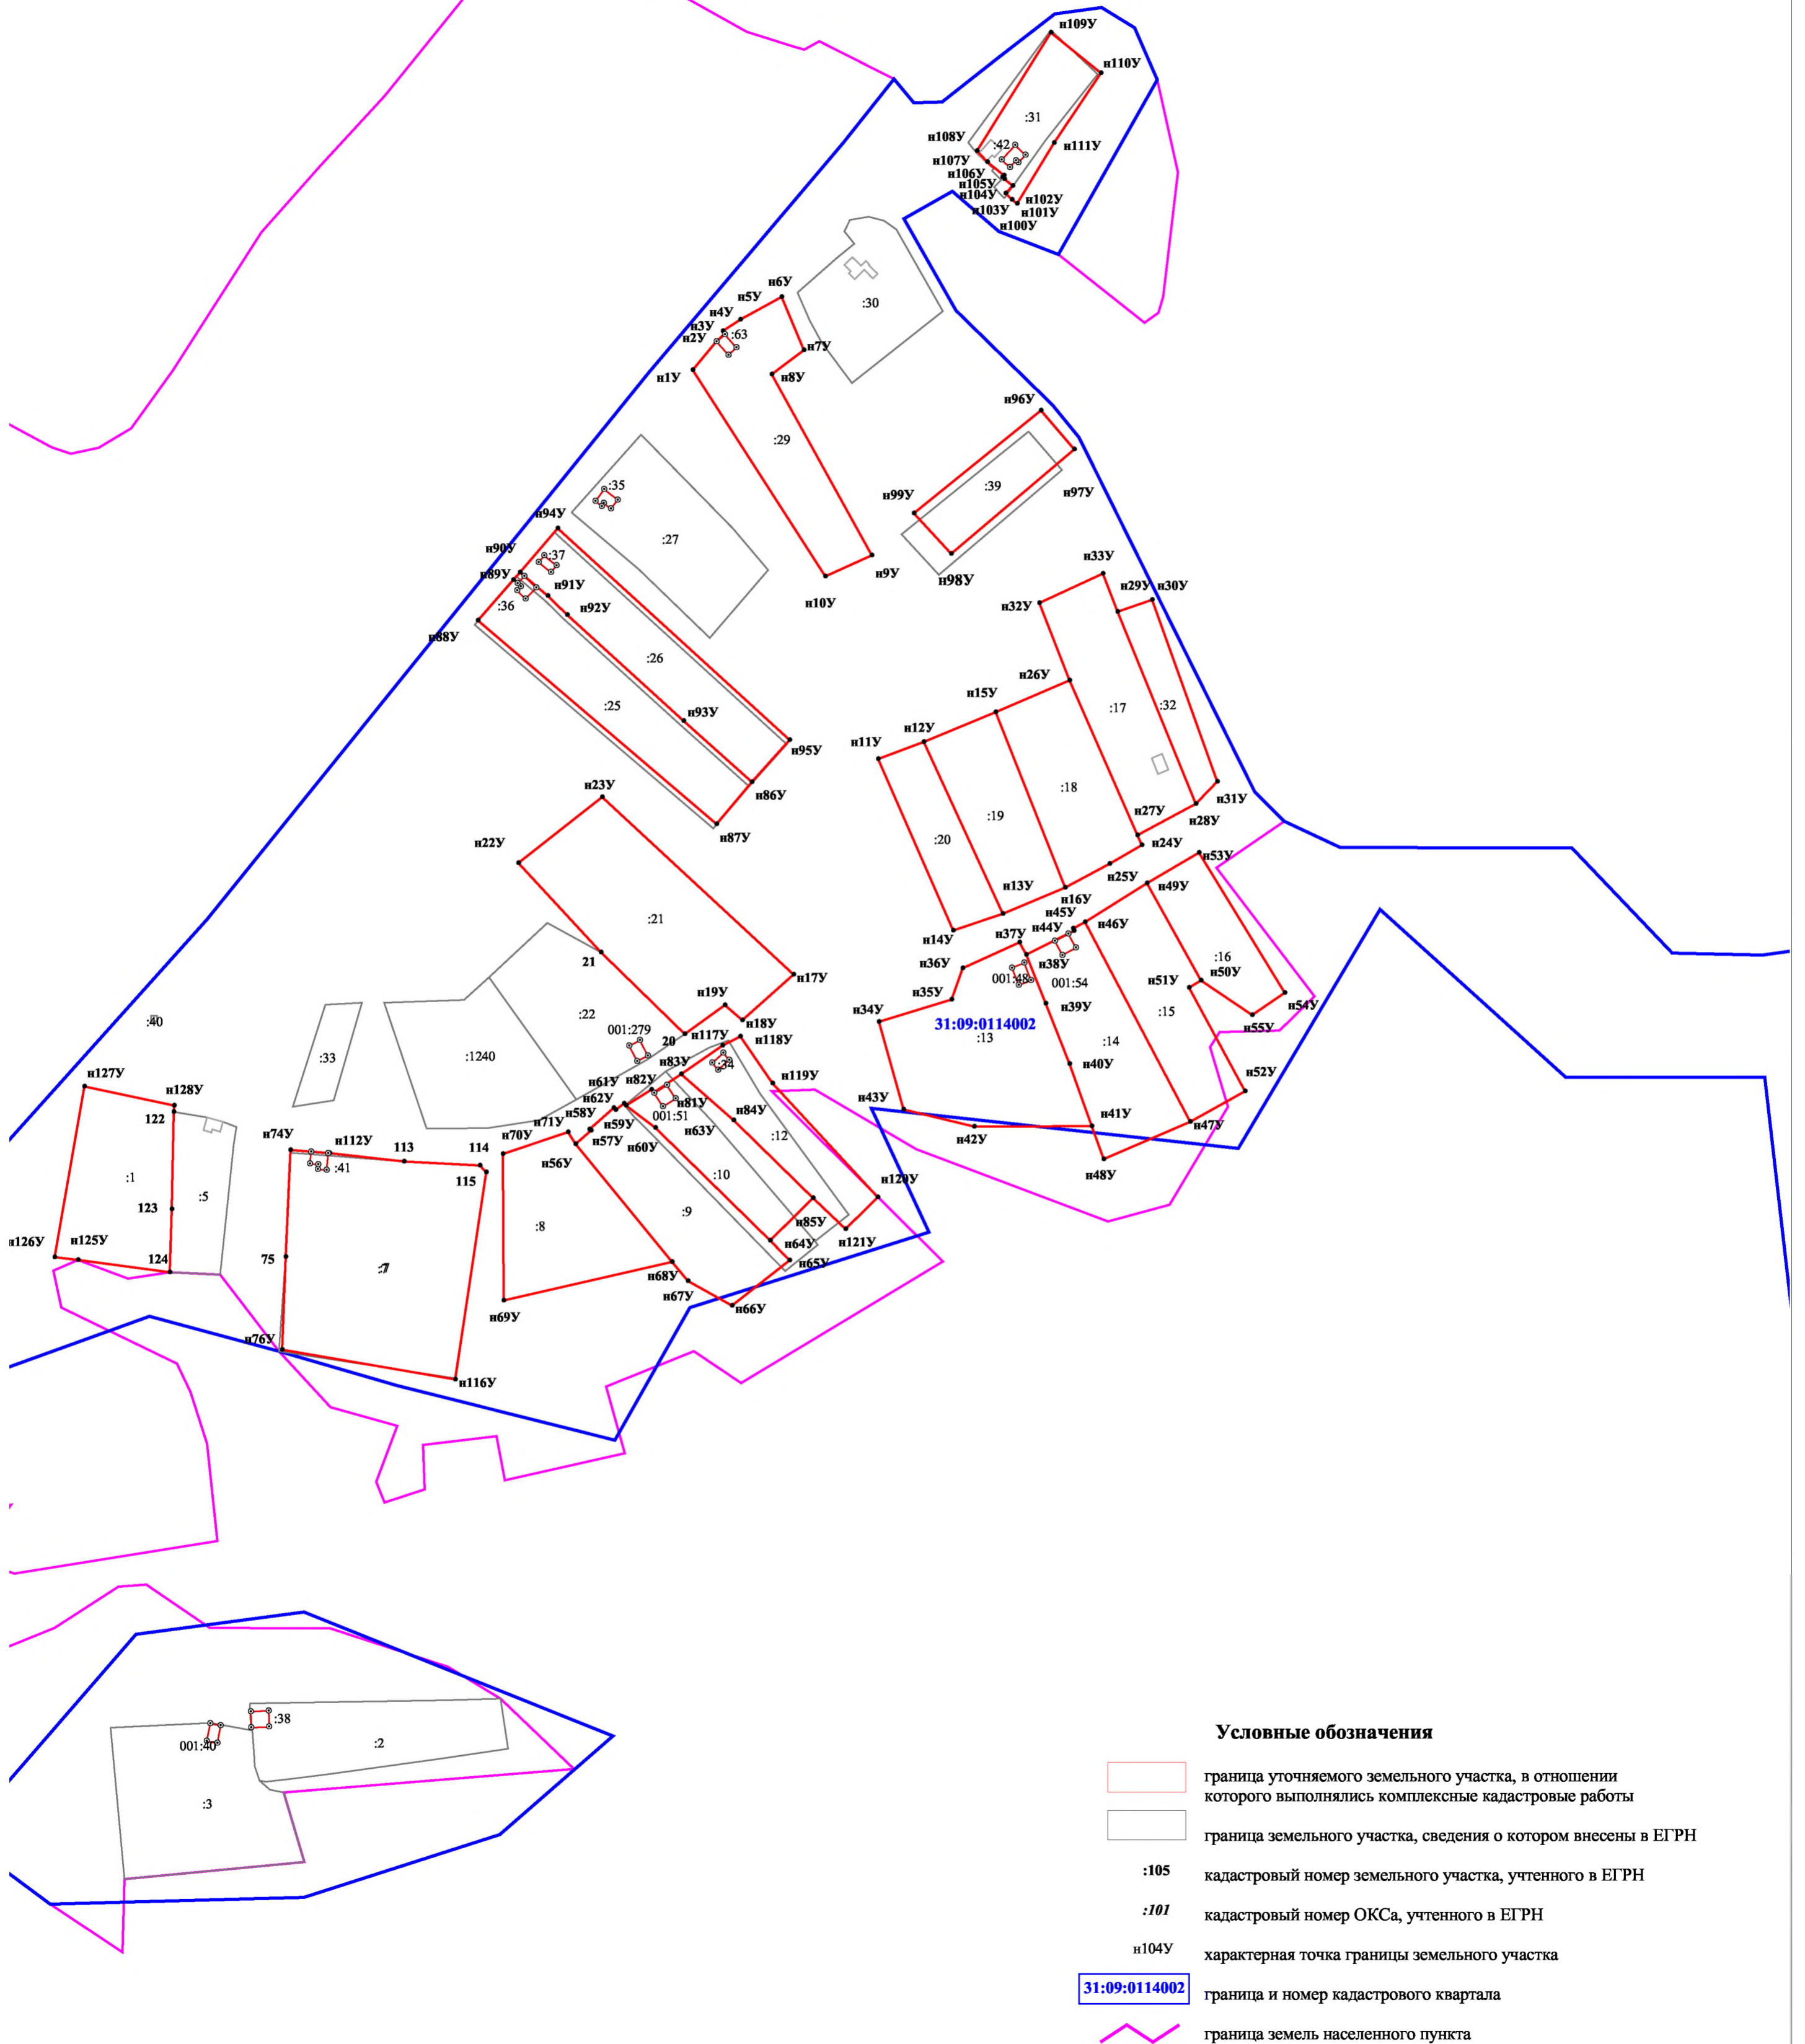 н109У
н110У
:31
н108У
:42
н111У
н107У
н106У
н105У
н104У
н102У
н103У
н101У
н100У
н6У
н5У
:30
н4У
н3У
:63
н2У
н7У
н1У
н8У
н96У
:29
:35
:39
н97У
н99У
н94У
:27
н90У
:37
н33У
н89У
н9У
н98У
н29У
н30У
н91У
:36
н10У
н92У
н32У
н88У
:26
н26У
:25
н15У
:17
:32
н93У
н12У
н11У
н95У
н23У
:18
н86У
н31У
н27У
:19
н28У
н87У
:20
н22У
н24У
н53У
н25У
н49У
н13У
н16У
:21
н45У
н46У
н44У
н14У
н37У
:16
21
н36У
н38У
001:48
001:54
н51У
н50У
н17У
н35У
н19У
н39У
н54У
н34У
:15
:22
н55У
:40
31:09:0114002
н18У
001:279
н117У
:13
н118У
20
:14
:33
:1240
н83У
:34
н40У
н127У
н119У
н52У
н61У
н82У
н128У
н62У
н43У
122
н58У
001:51
н81У
н84У
н71У
н59У
н41У
н47У
н74У
н112У
н70У
н57У
н60У
н63У
:12
н42У
113
114
н56У
:41
:1
115
:10
н48У
:5
н120У
123
:9
н85У
:8
н126У
н125У
124
75
:7
н64У
н121У
н65У
н68У
н67У
н69У
н66У
н76У
н116У
:38
001:40
:2
:3
Условные обозначения
граница уточняемого земельного участка, в отношении
которого выполнялись комплексные кадастровые работы
граница земельного участка, сведения о котором внесены в ЕГРН
:105 кадастровый номер земельного участка, учтенного в ЕГРН
:101 кадастровый номер ОКСа, учтенного в ЕГРН
н104У характерная точка границы земельного участка
31:09:0114002 граница и номер кадастрового квартала
граница земель населенного пункта